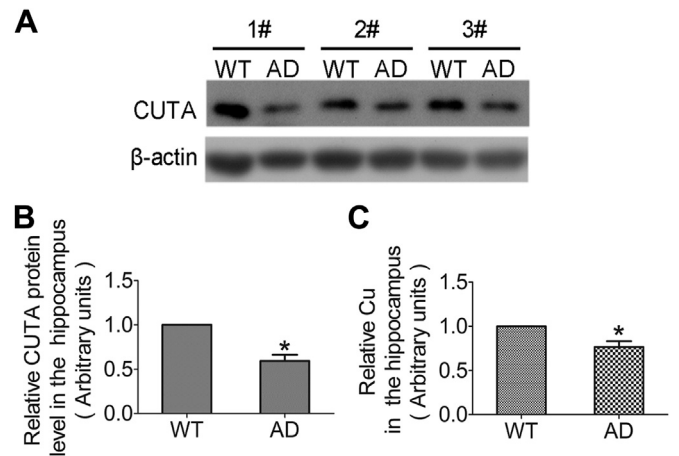 A
1# 2# 3#
WT AD WT AD WT AD
CUTA
β-actin
B
Relative CUTA protein
level in the hippocampus
( Arbitrary units )
1.5
1.0
0.5
0.0
*
WT AD
C
Relative Cu
in the hippocampus
( Arbitrary units )
1.5
1.0
0.5
0.0
*
WT AD